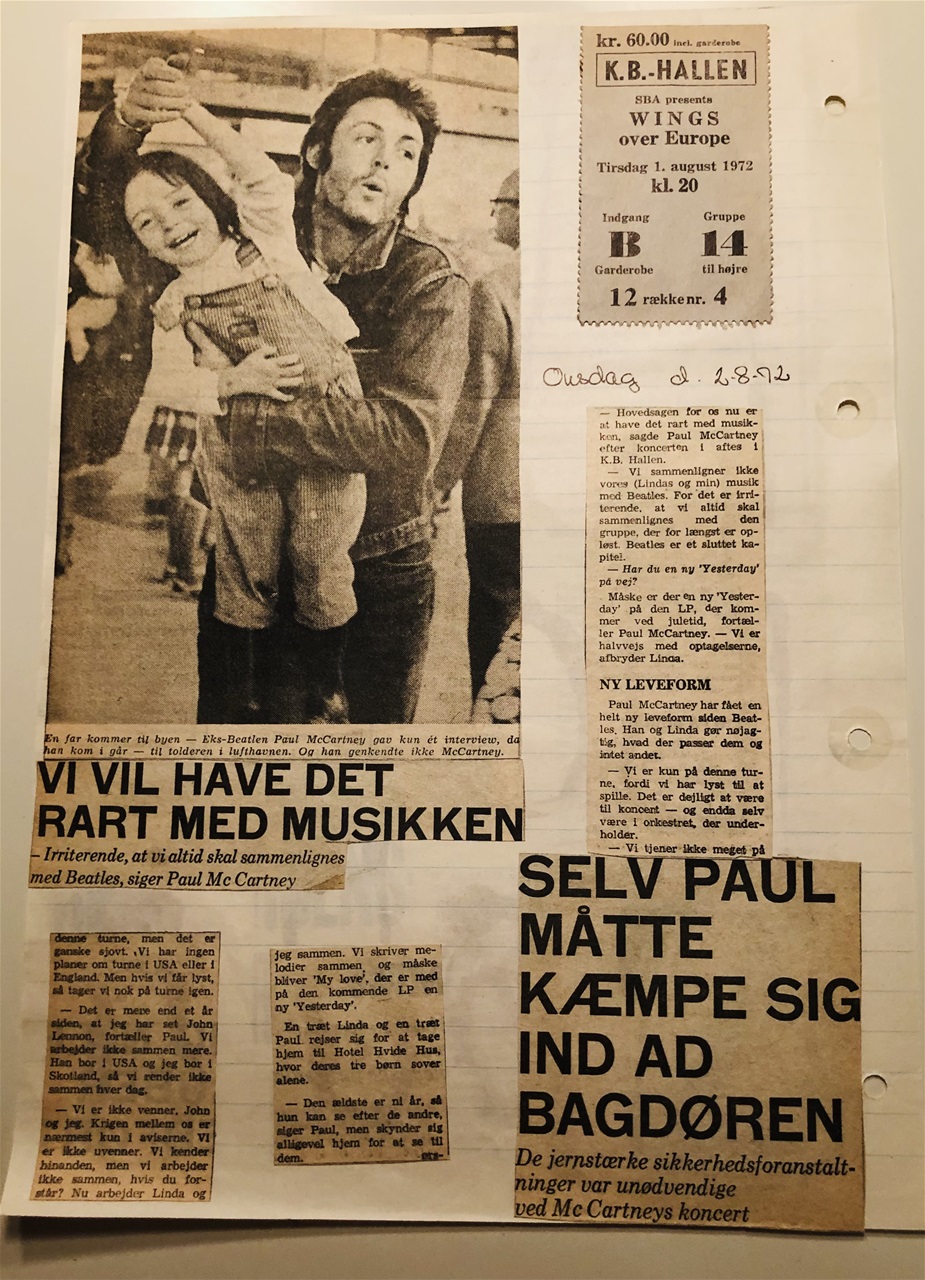 kr. 60.00 incl. garderobe
K.B.-HALLEN
SBA presents
WINGS
over Europe
Tirsdag 1. august 1972
kl. 20
Indgang Gruppe
B 14
Garderobe til højre
12 række nr. 4
Onsdag d. 2-8-72
En far kommer til byen — Eks-Beatlen Paul McCartney gav kun ét interview, da
han kom i går — til tolderen i lufthavnen. Og han genkendte ikke McCartney.
VI VIL HAVE DET
RART MED MUSIKKEN
– Irriterende, at vi altid skal sammenlignes
med Beatles, siger Paul Mc Cartney
— Hovedsagen for os nu er
at have det rart med musik-
ken, sagde Paul McCartney
efter koncerten i aftes i
K.B. Hallen.
— Vi sammenligner ikke
vores (Lindas og min) musik
med Beatles. For det er irri-
terende, at vi altid skal
sammenlignes med den
gruppe, der for længst er op-
løst. Beatles er et sluttet ka-
pitel.
— Har du en ny 'Yesterday'
på vej?
Måske er der en ny 'Yester-
day' på den LP, der kom-
mer ved juletid, fortæl-
ler Paul McCartney. — Vi er
halvvejs med optagelserne,
afbryder Linda.
NY LEVEFORM
Paul McCartney har fået en
helt ny leveform siden Beat-
les. Han og Linda gør nøjag-
tig, hvad der passer dem og
intet andet.
— Vi er kun på denne tur-
ne, fordi vi har lyst til at
spille. Det er dejligt at være
til koncert — og endda selv
være i orkestret, der under-
holder.
— Vi tjener ikke meget på
denne turne, men det er
ganske sjovt. Vi har ingen
planer om turne i USA eller i
England. Men hvis vi får lyst,
så tager vi nok på turne igen.
— Det er mere end et år
siden, at jeg har set John
Lennon, fortæller Paul. Vi
arbejder ikke sammen mere.
Han bor i USA og jeg bor i
Skotland, så vi render ikke
sammen hver dag.
— Vi er ikke venner, John
og jeg. Krigen mellem os er
nærmest kun i aviserne. Vi
er ikke uvenner. Vi kender
hinanden, men vi arbejder
ikke sammen, hvis du for-
står? Nu arbejder Linda og
jeg sammen. Vi skriver me-
lodier sammen og måske
bliver 'My love', der er med
på den kommende LP en
ny 'Yesterday'.
En træt Linda og en træt
Paul rejser sig for at tage
hjem til Hotel Hvide Hus,
hvor deres tre børn sover
alene.
— Den ældste er ni år, så
hun kan se efter de andre,
siger Paul, men skynder sig
alligevel hjem for at se til
dem.
SELV PAUL
MÅTTE
KÆMPE SIG
IND AD
BAGDØREN
De jernstærke sikkerhedsforanstalt-
ninger var unødvendige
ved Mc Cartneys koncert